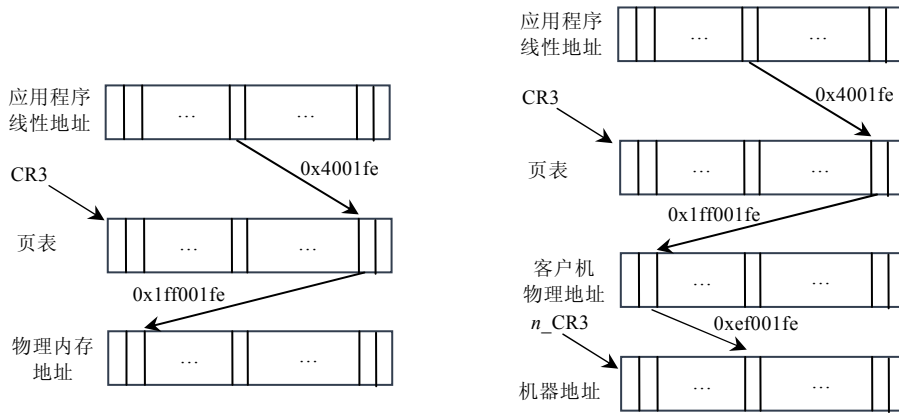 应用程序
线性地址
…
…
0x4001fe
CR3
页表
…
…
0x1ff001fe
物理内存
地址
…
…
应用程序
线性地址
…
…
0x4001fe
CR3
页表
…
…
0x1ff001fe
客户机
物理地址
…
…
n_CR3
0xef001fe
机器地址
…
…